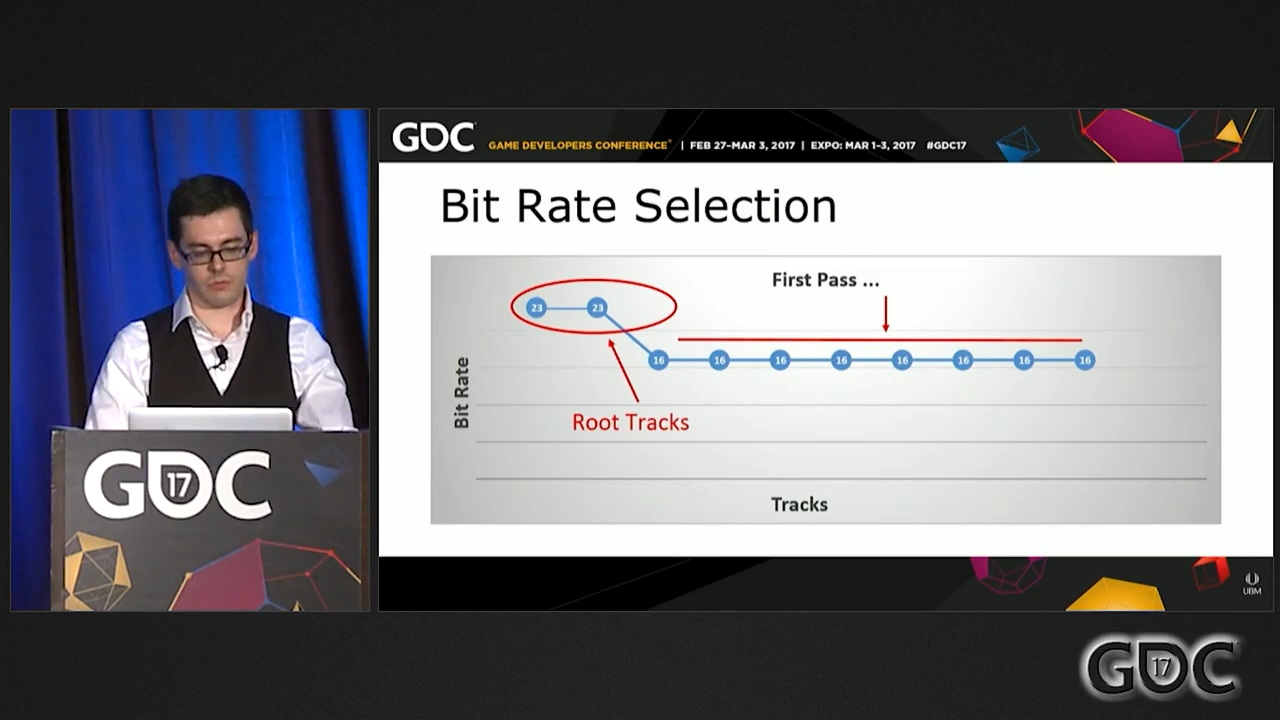 GDC
GAME DEVELOPERS CONFERENCE® | FEB 27–MAR 3, 2017 | EXPO: MAR 1–3, 2017 #GDC17
Bit Rate Selection
First Pass ...
23 23
16 16 16 16 16 16 16 16
Bit Rate
Root Tracks
Tracks
UBM
GDC
17
GDC
17